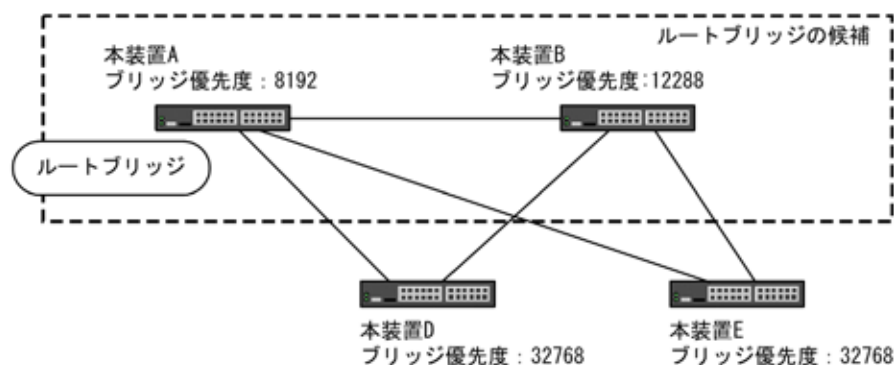 ルートブリッジの候補
本装置A
ブリッジ優先度：8192
本装置B
ブリッジ優先度：12288
ルートブリッジ
本装置D
ブリッジ優先度：32768
本装置E
ブリッジ優先度：32768